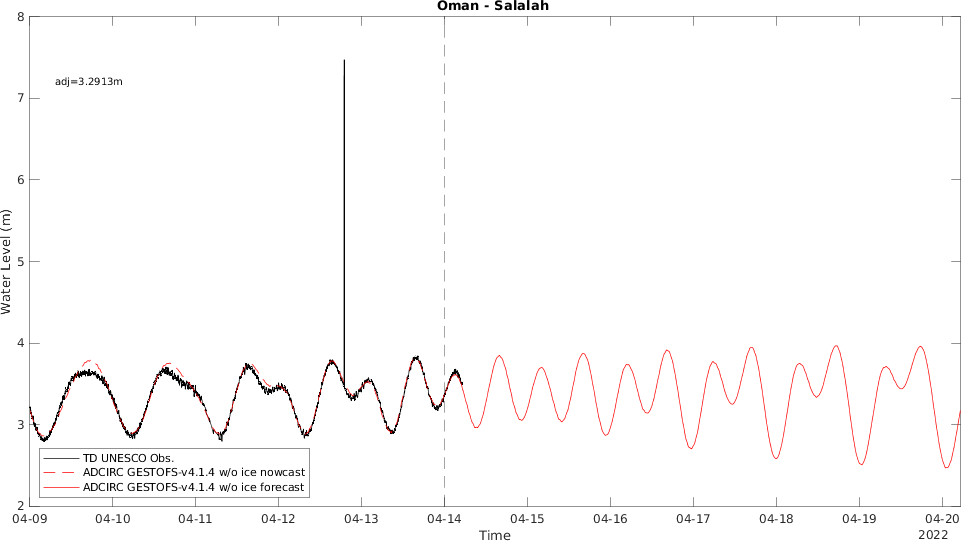 Oman - Salalah
8
adj=3.2913m
7
6
5
Water Level (m)
4
3
TD UNESCO Obs.
ADCIRC GESTOFS-v4.1.4 w/o ice nowcast
ADCIRC GESTOFS-v4.1.4 w/o ice forecast
2
04-09 04-10 04-11 04-12 04-13 04-14 04-15 04-16 04-17 04-18 04-19 04-20
Time
2022